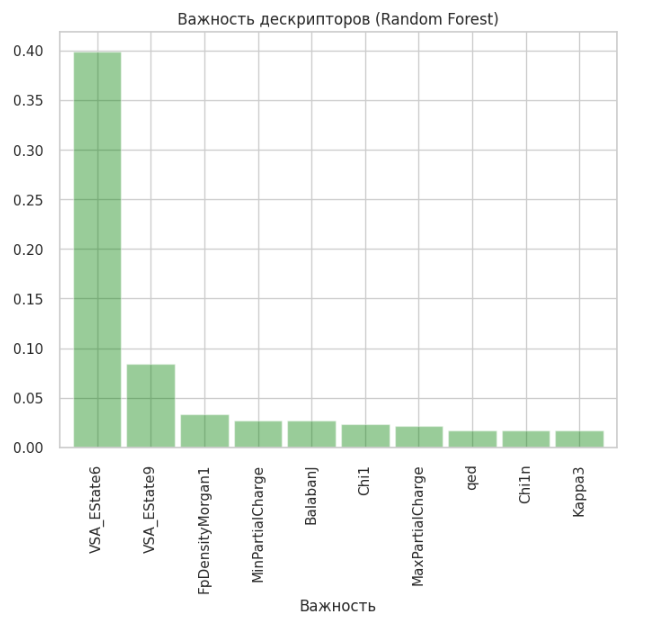 Важность дескрипторов (Random Forest)
0.40
0.35
0.30
0.25
0.20
0.15
0.10
0.05
0.00
VSA_EState6
VSA_EState9
FpDensityMorgan1
MinPartialCharge
BalabanJ
Chi1
MaxPartialCharge
qed
Chi1n
Kappa3
Важность